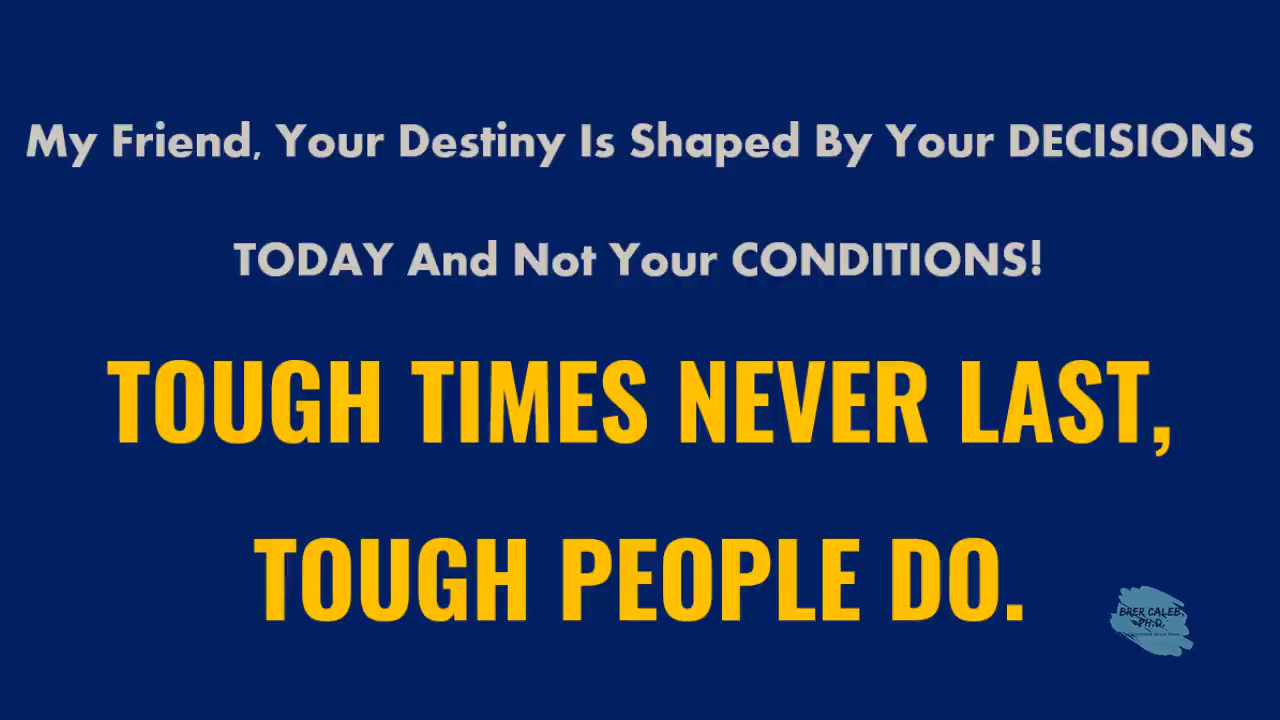 My Friend, Your Destiny Is Shaped By Your DECISIONS
TODAY And Not Your CONDITIONS!
TOUGH TIMES NEVER LAST,
TOUGH PEOPLE DO.
BRER CALEB,
PH.D.